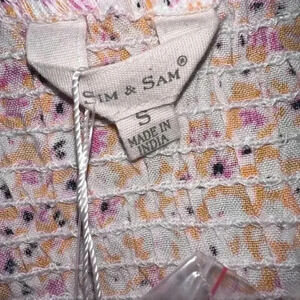 SIM & SAM®
S
MADE IN
INDIA